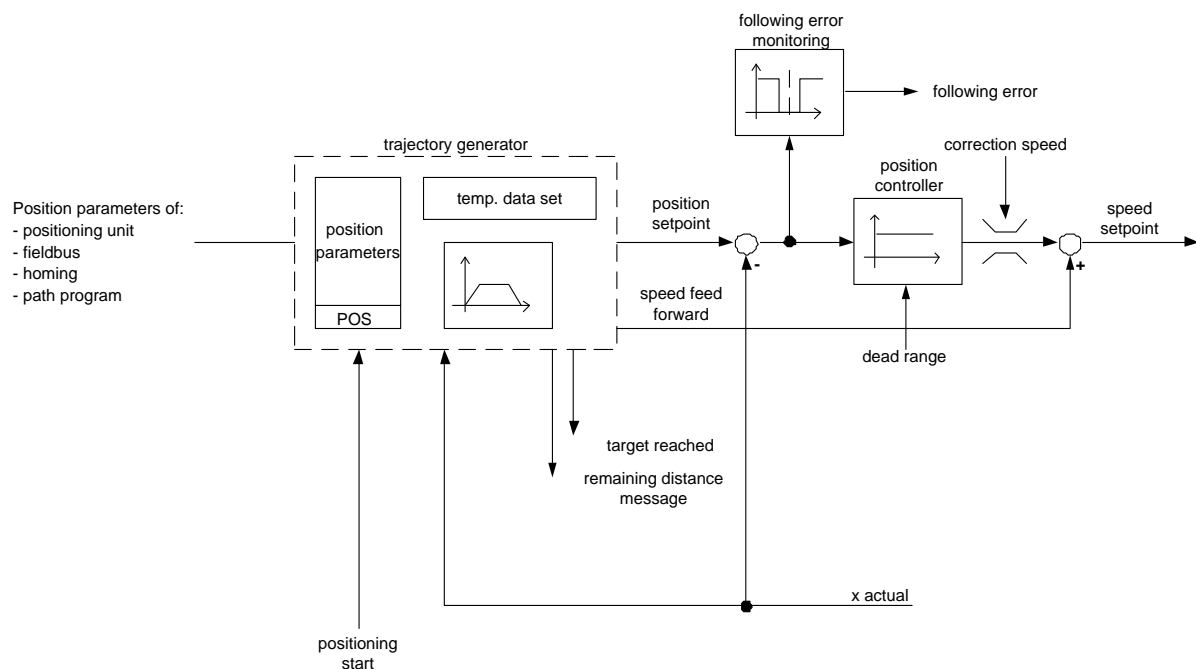 following error
monitoring
following error
trajectory generator
correction speed
position
controller
Position parameters of:
- positioning unit
- fieldbus
- homing
- path program
position
parameters
POS
temp. data set
position
setpoint
-
speed
setpoint
+
speed feed
forward
dead range
target reached
remaining distance
message
x actual
positioning
start